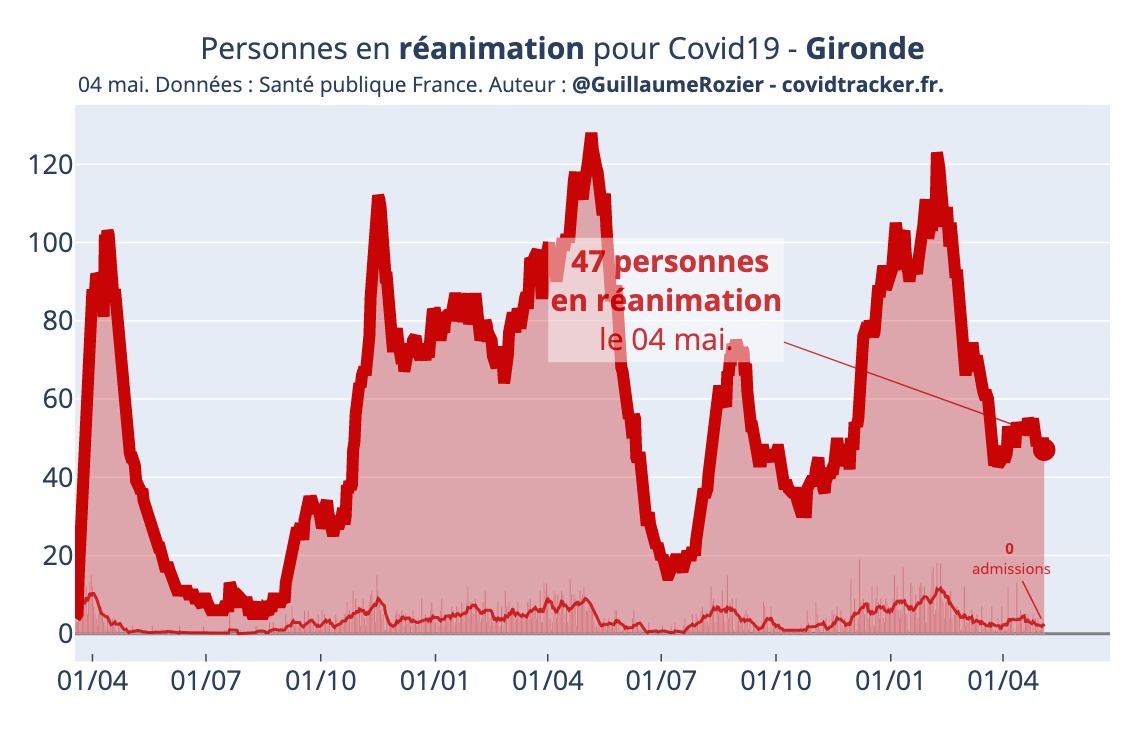 Personnes en réanimation pour Covid19 - Gironde
04 mai. Données : Santé publique France. Auteur : @GuillaumeRozier - covidtracker.fr.
120
100
80
60
40
20
0
47 personnes
en réanimation
le 04 mai.
0
admissions
01/04 01/07 01/10 01/01 01/04 01/07 01/10 01/01 01/04